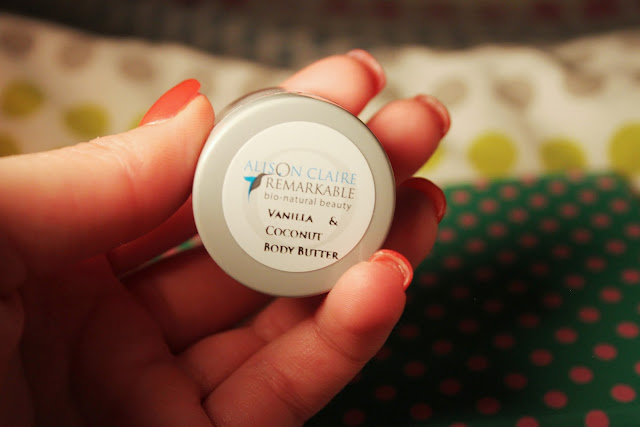 ALISON CLAIRE
REMARKABLE
bio-natural beauty
VANILLA &
COCONUT
BODY BUTTER